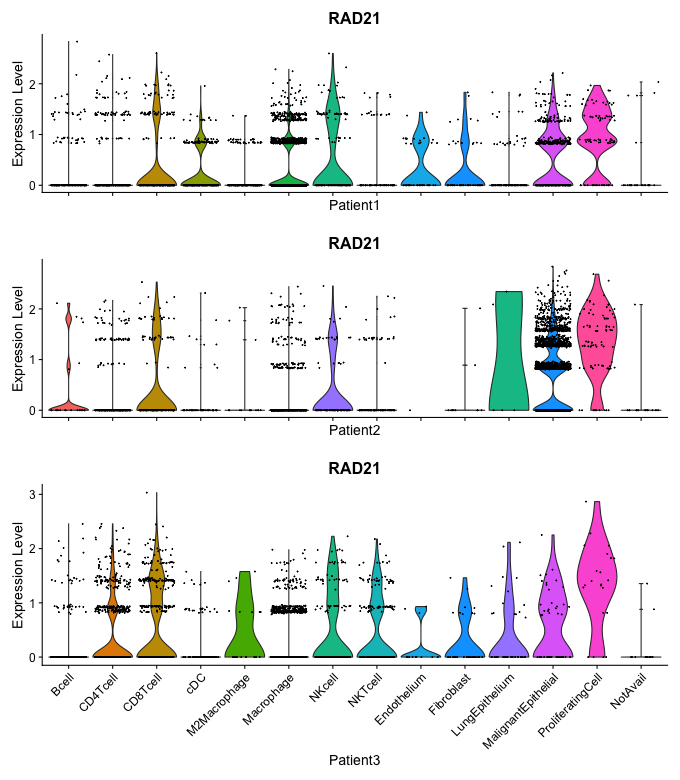 RAD21
Expression Level
2
1
0
Patient1
RAD21
Expression Level
2
1
0
Patient2
RAD21
Expression Level
3
2
1
0
Bcell
CD4Tcell
CD8Tcell
cDC
M2Macrophage
Macrophage
NKcell
NKTcell
Endothelium
Fibroblast
LungEpithelium
MalignantEpithelial
ProliferatingCell
NotAvail
Patient3